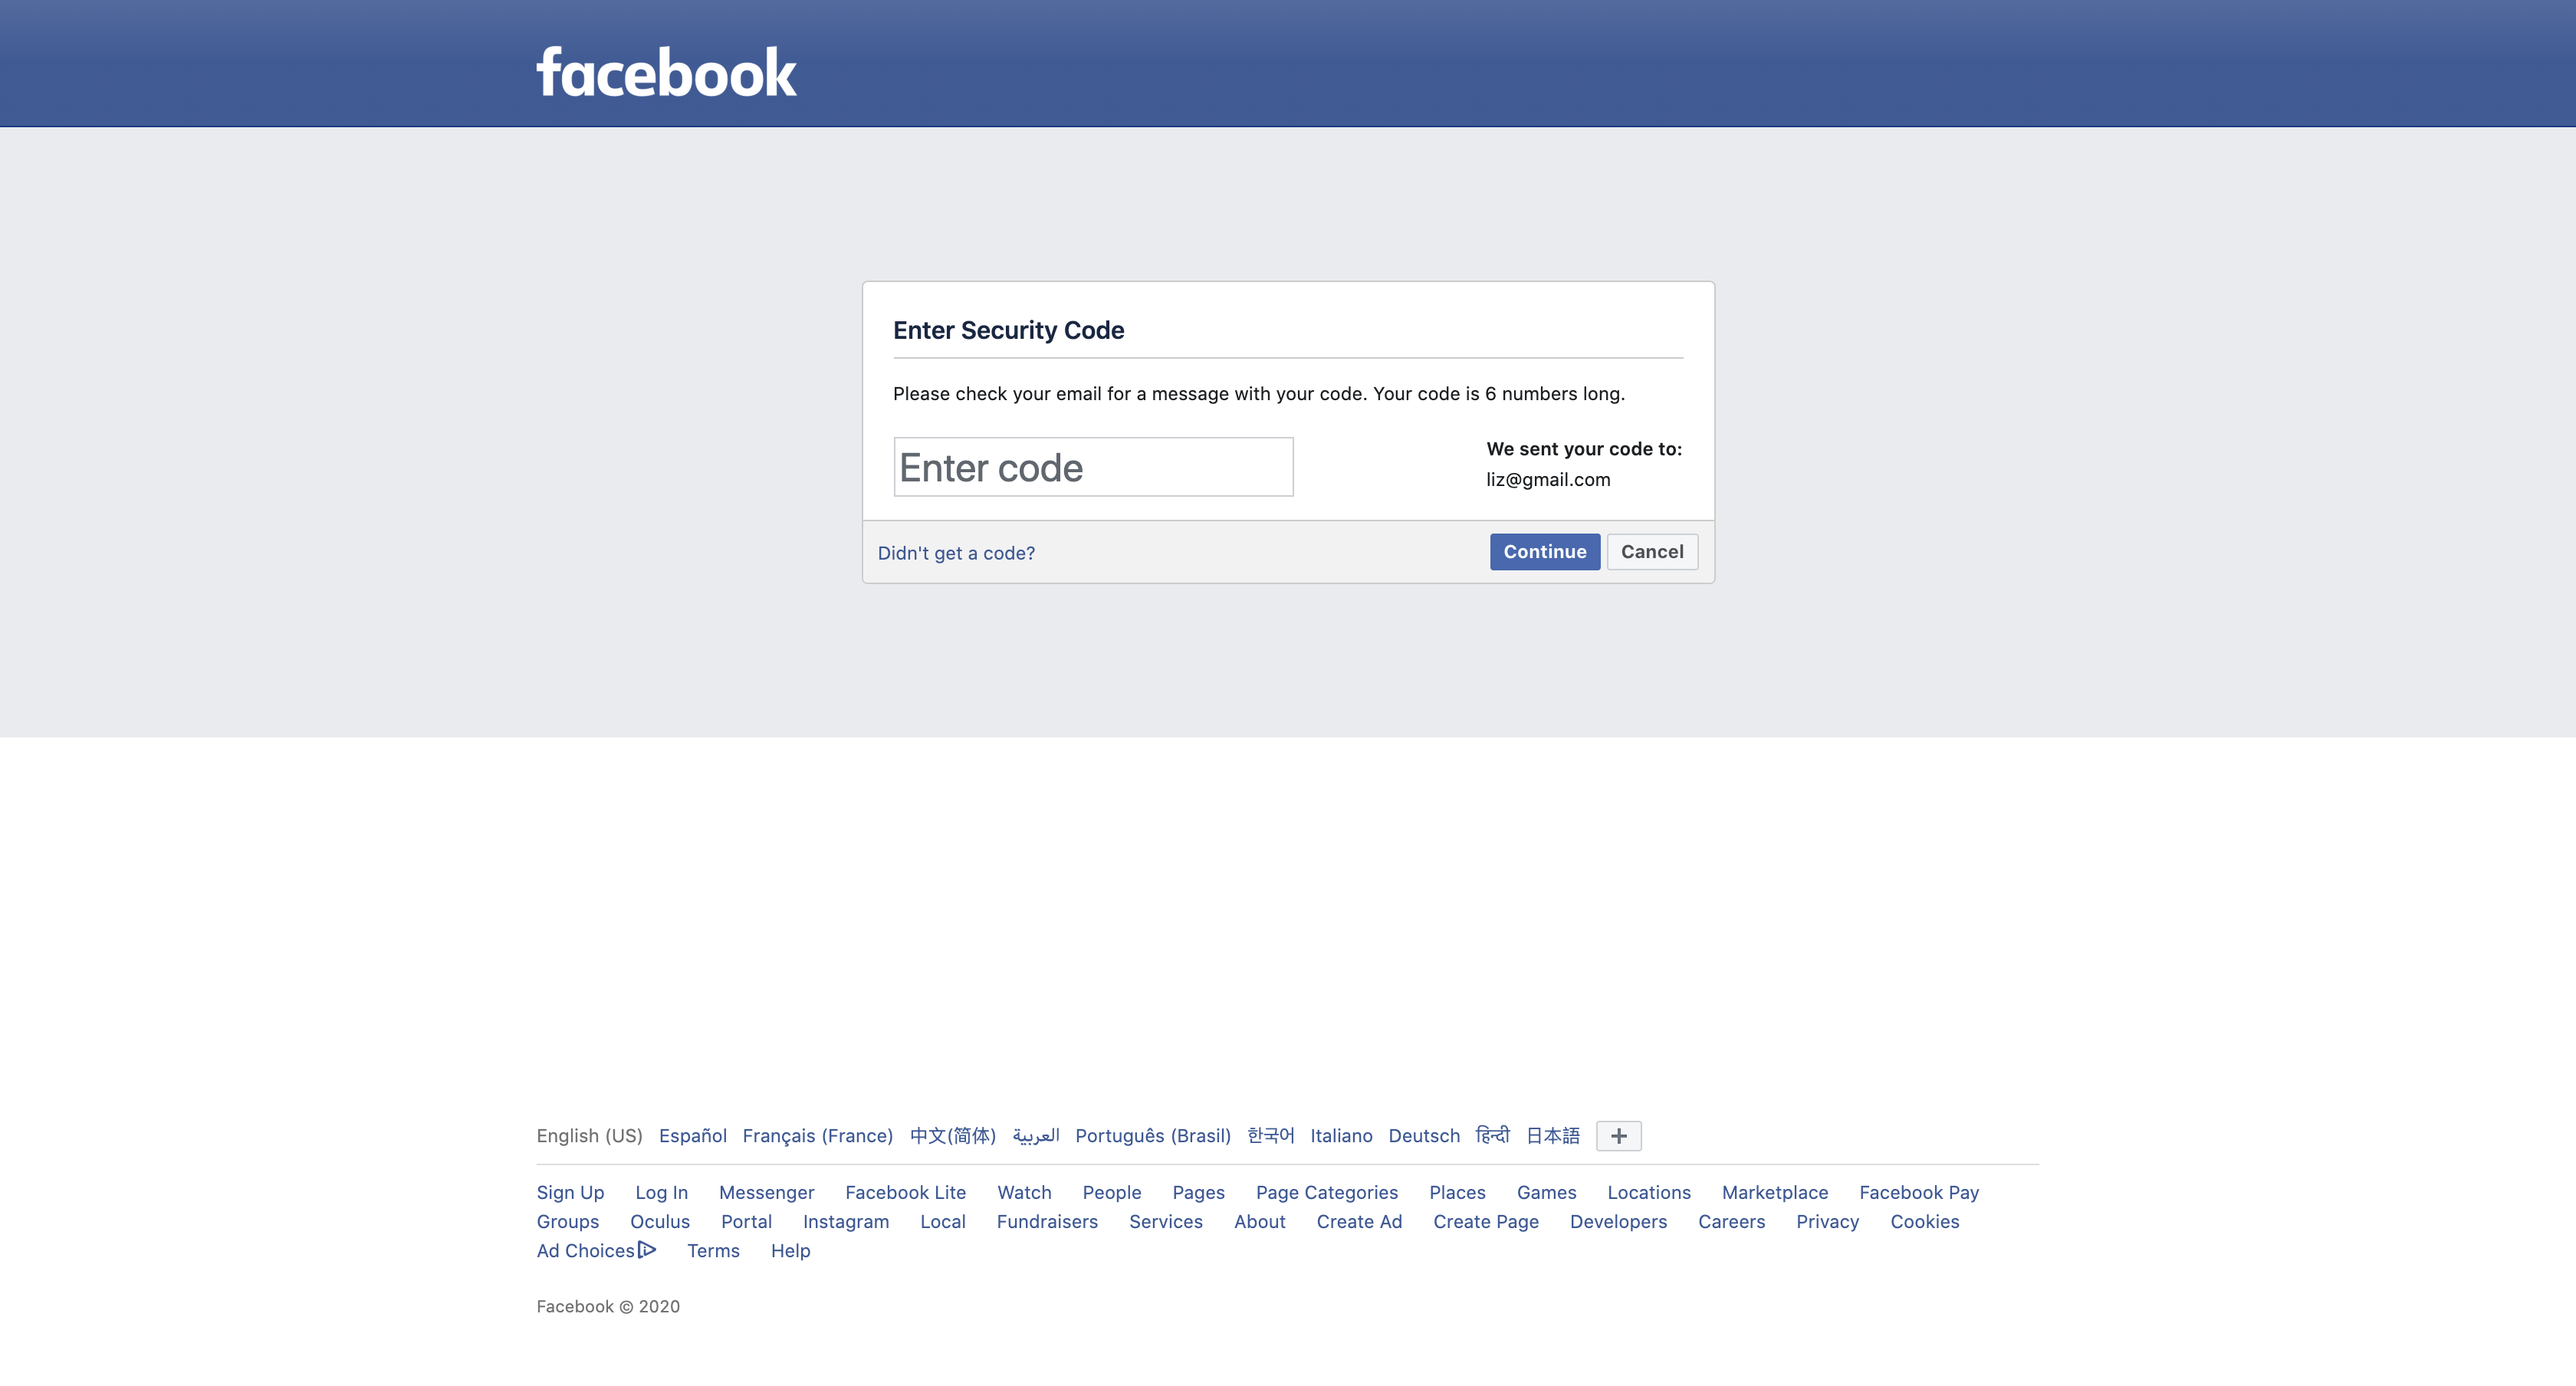 facebook
Enter Security Code
Please check your email for a message with your code. Your code is 6 numbers long.
Enter code
We sent your code to:
liz@gmail.com
Didn't get a code?
Continue Cancel
English (US) Español Français (France) 中文(简体) العربية Português (Brasil) 한국어 Italiano Deutsch हिन्दी 日本語 +
Sign Up Log In Messenger Facebook Lite Watch People Pages Page Categories Places Games Locations Marketplace Facebook Pay
Groups Oculus Portal Instagram Local Fundraisers Services About Create Ad Create Page Developers Careers Privacy Cookies
Ad Choices Terms Help
Facebook © 2020